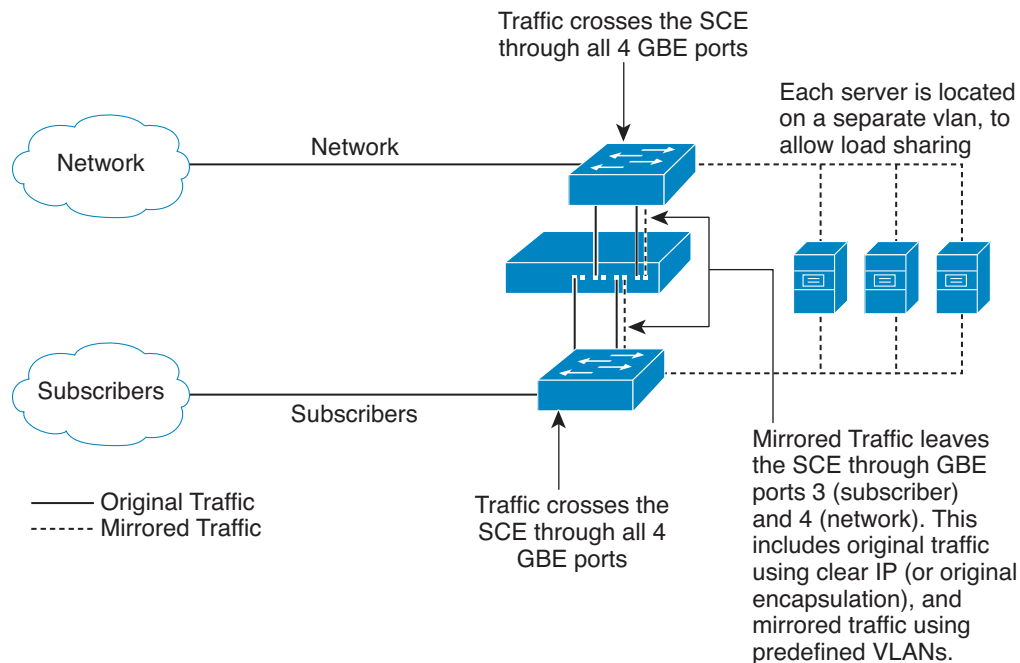 Traffic crosses the SCE
through all 4 GBE ports
Each server is located
on a separate vlan, to
allow load sharing
Network
Network
Subscribers
Subscribers
Original Traffic
Mirrored Traffic
Traffic crosses the
SCE through all 4
GBE ports
Mirrored Traffic leaves
the SCE through GBE
ports 3 (subscriber)
and 4 (network). This
includes original traffic
using clear IP (or original
encapsulation), and
mirrored traffic using
predefined VLANs.